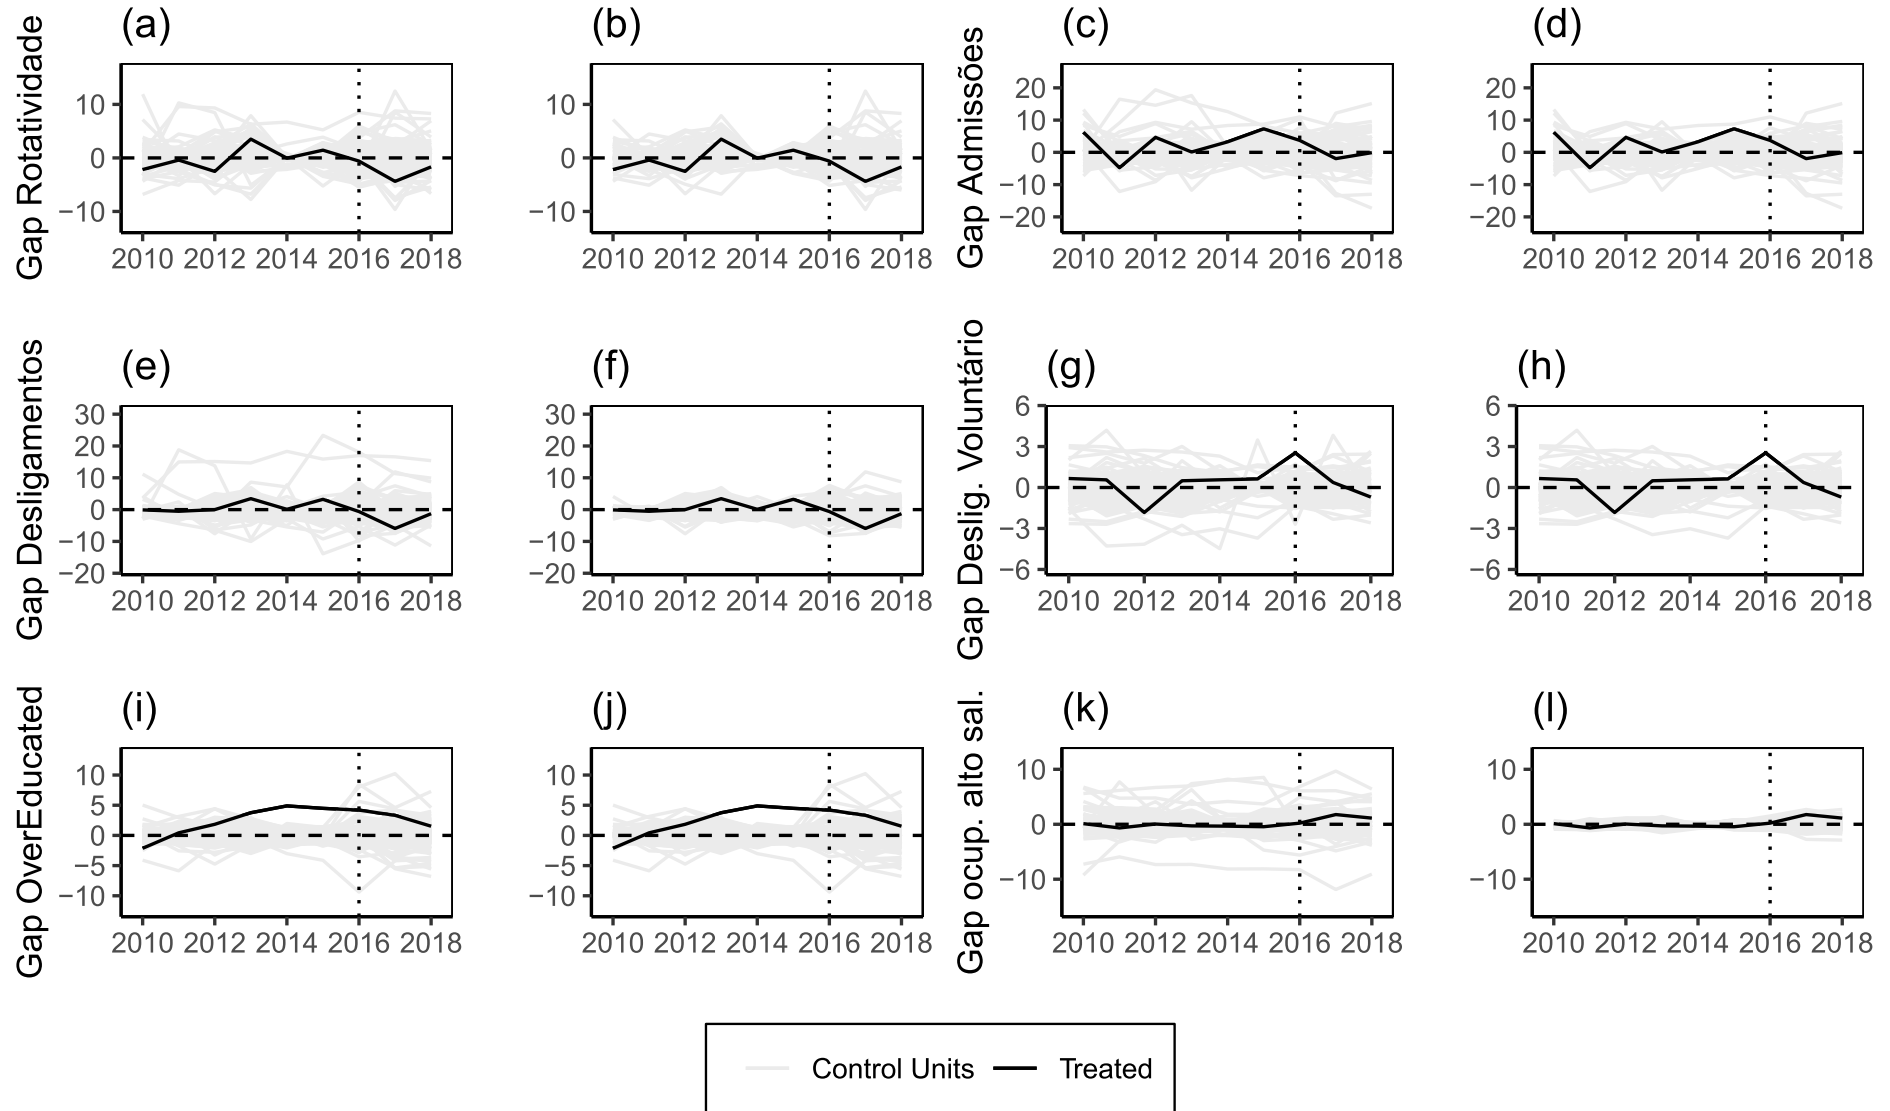 (a)
(b)
(c)
(d)
Gap Rotatividade
10
0
−10
2010 2012 2014 2016 2018
10
0
−10
2010 2012 2014 2016 2018
Gap Admissões
20
10
0
−10
−20
2010 2012 2014 2016 2018
20
10
0
−10
−20
2010 2012 2014 2016 2018
(e)
(f)
(g)
(h)
Gap Desligamentos
30
20
10
0
−10
−20
2010 2012 2014 2016 2018
30
20
10
0
−10
−20
2010 2012 2014 2016 2018
Gap Deslig. Voluntário
6
3
0
−3
−6
2010 2012 2014 2016 2018
6
3
0
−3
−6
2010 2012 2014 2016 2018
(i)
(j)
(k)
(l)
Gap OverEducated
10
5
0
−5
−10
2010 2012 2014 2016 2018
10
5
0
−5
−10
2010 2012 2014 2016 2018
Gap ocup. alto sal.
10
0
−10
2010 2012 2014 2016 2018
10
0
−10
2010 2012 2014 2016 2018
Control Units Treated